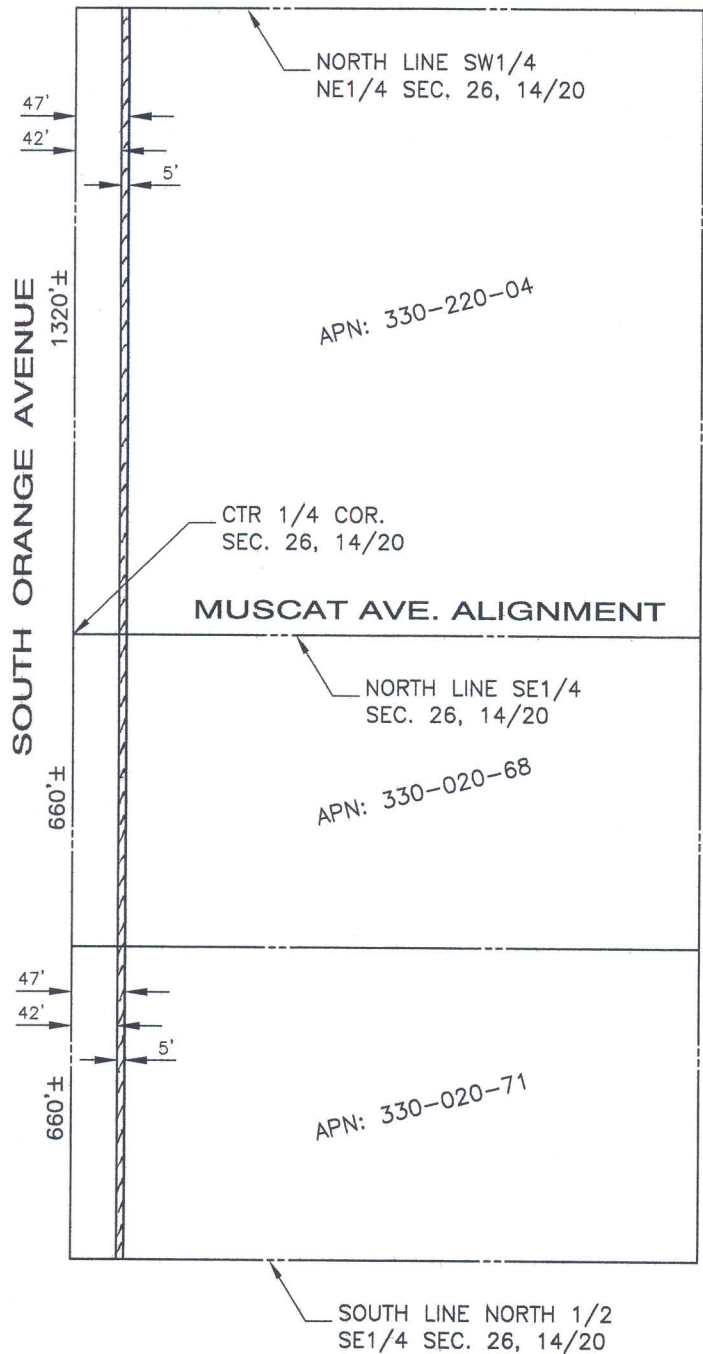 NORTH LINE SW1/4
NE1/4 SEC. 26, 14/20
47'
42'
5'
SOUTH ORANGE AVENUE
1320'±
APN: 330-220-04
CTR 1/4 COR.
SEC. 26, 14/20
MUSCAT AVE. ALIGNMENT
NORTH LINE SE1/4
SEC. 26, 14/20
660'±
APN: 330-020-68
47'
42'
5'
660'±
APN: 330-020-71
SOUTH LINE NORTH 1/2
SE1/4 SEC. 26, 14/20